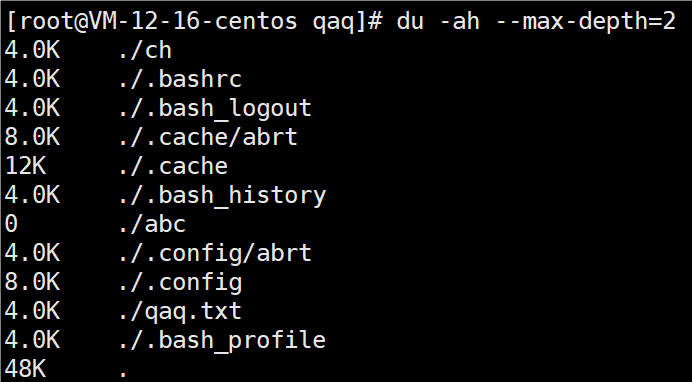 [root@VM-12-16-centos qaq]# du -ah --max-depth=2
4.0K    ./ch
4.0K    ./.bashrc
4.0K    ./.bash_logout
8.0K    ./.cache/abrt
12K     ./.cache
4.0K    ./.bash_history
0       ./abc
4.0K    ./.config/abrt
8.0K    ./.config
4.0K    ./qaq.txt
4.0K    ./.bash_profile
48K     .